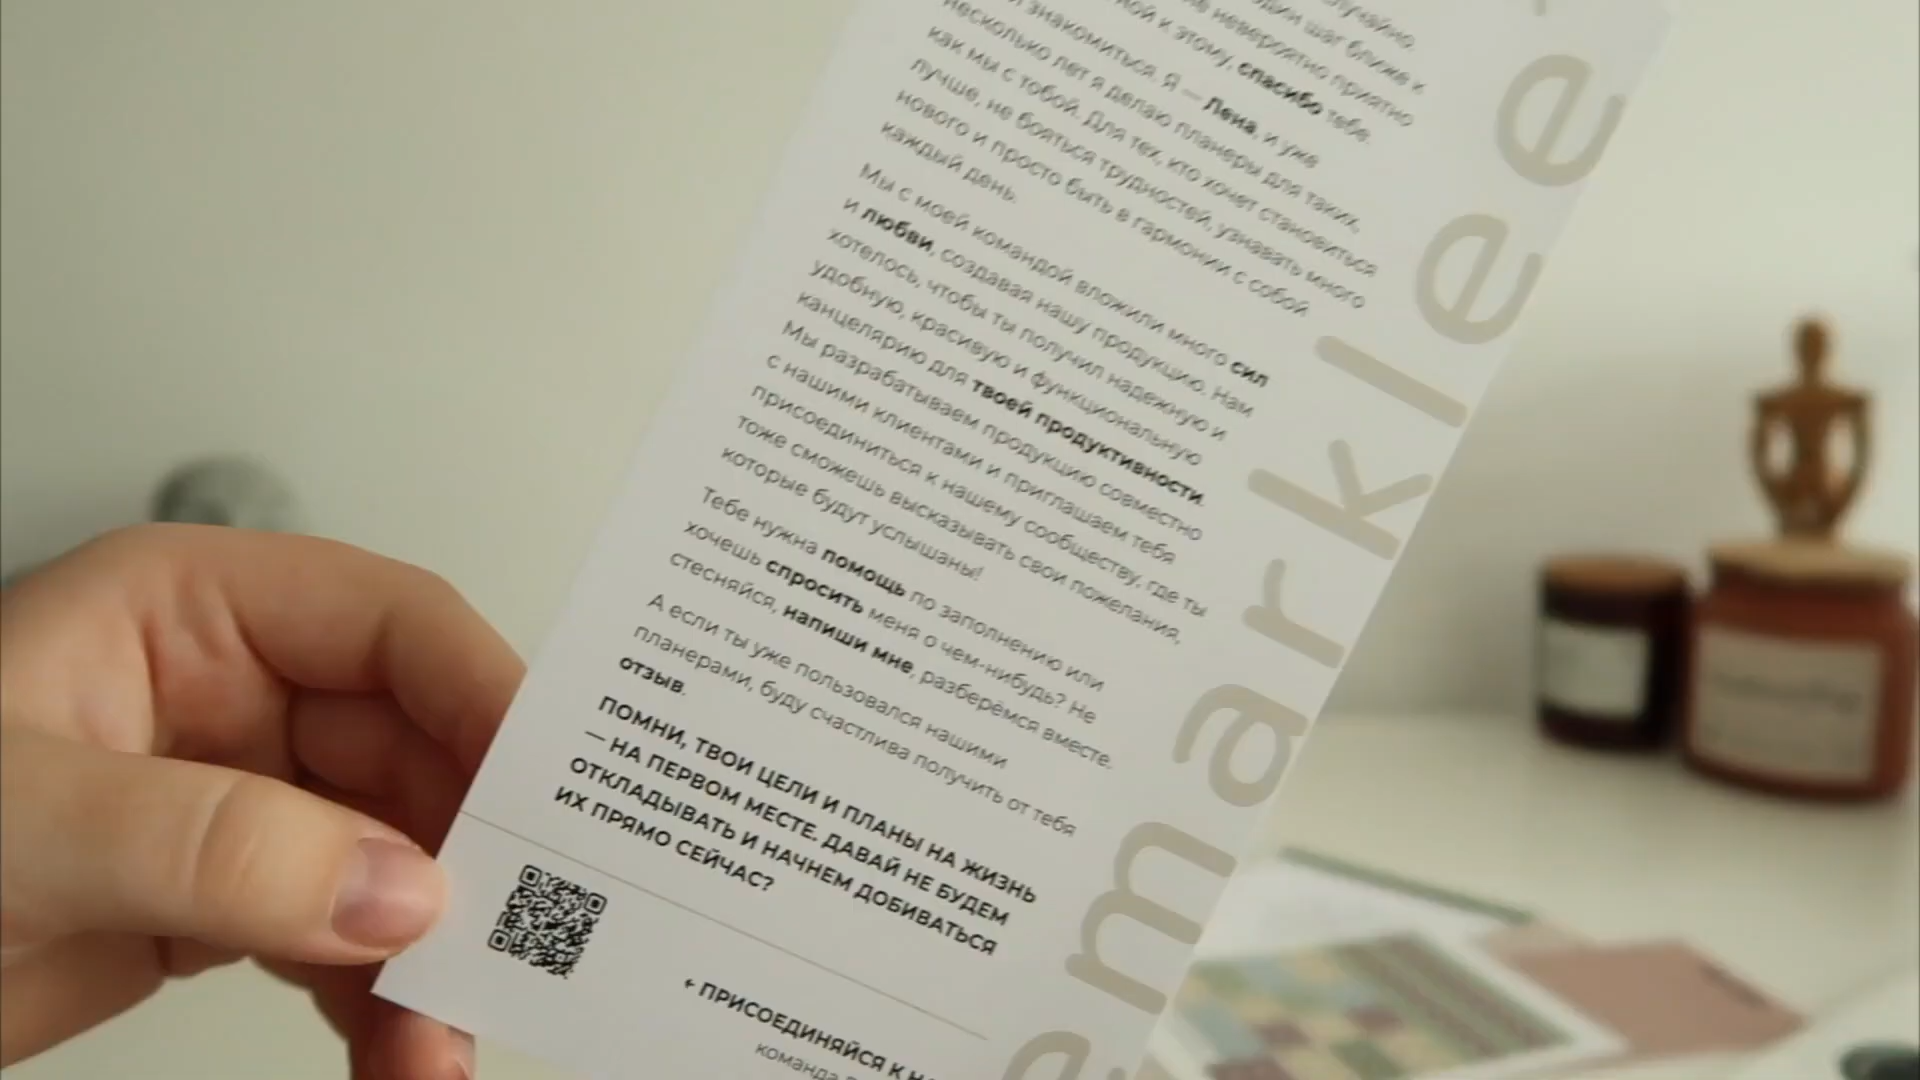 лучайно.
один шаг ближе к
не невероятно приятно
ной к этому, спасибо тебе.
знакомиться. Я — Лена, и уже
несколько лет я делаю планеры для таких,
как мы с тобой. Для тех, кто хочет становиться
лучше, не бояться трудностей, узнавать много
нового и просто быть в гармонии с собой
каждый день.
Мы с моей командой вложили много сил
и любви, создавая нашу продукцию. Нам
хотелось, чтобы ты получил надежную и
удобную, красивую и функциональную
канцелярию для твоей продуктивности.
Мы разрабатываем продукцию совместно
с нашими клиентами и приглашаем тебя
присоединиться к нашему сообществу, где ты
тоже сможешь высказывать свои пожелания,
которые будут услышаны!
Тебе нужна помощь по заполнению или
хочешь спросить меня о чем-нибудь? Не
стесняйся, напиши мне, разберёмся вместе.
А если ты уже пользовался нашими
планерами, буду счастлива получить от тебя
отзыв.
ПОМНИ, ТВОИ ЦЕЛИ И ПЛАНЫ НА ЖИЗНЬ
— НА ПЕРВОМ МЕСТЕ. ДАВАЙ НЕ БУДЕМ
ОТКЛАДЫВАТЬ И НАЧНЕМ ДОБИВАТЬСЯ
ИХ ПРЯМО СЕЙЧАС?
← ПРИСОЕДИНЯЙСЯ К Н
команда
emarklee